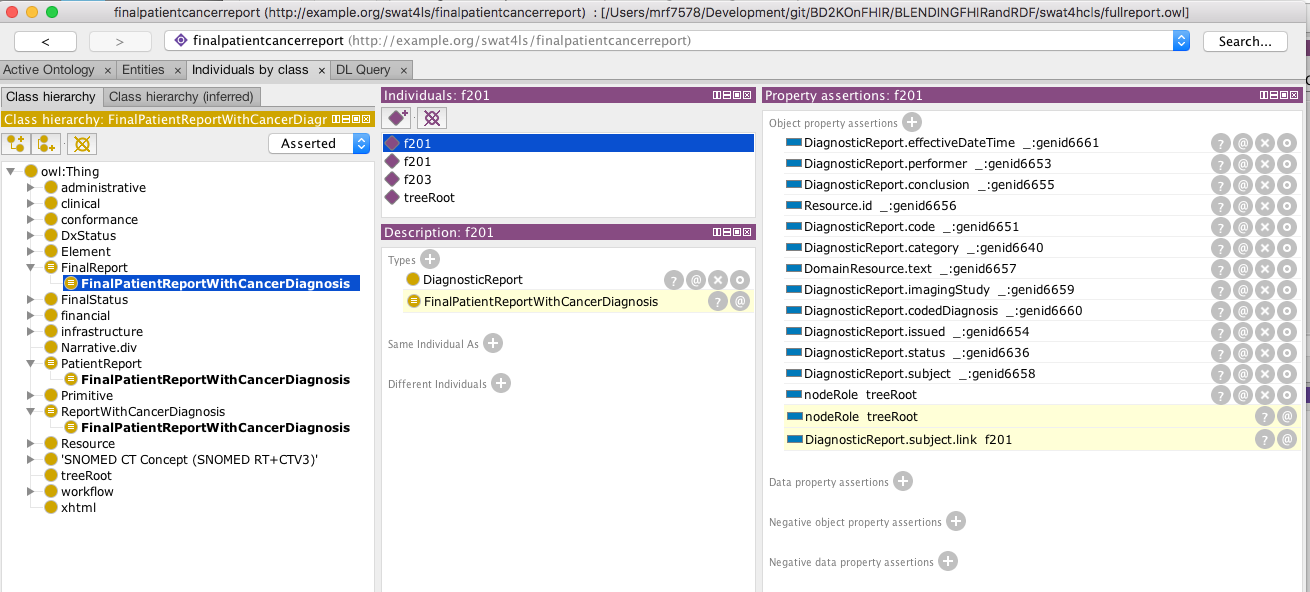 finalpatientcancerreport (http://example.org/swat4ls/finalpatientcancerreport) : [/Users/mrf7578/Development/git/BD2KOnFHIR/BLENDINGFHIRandRDF/swat4hcls/fullreport.owl]
< > finalpatientcancerreport (http://example.org/swat4ls/finalpatientcancerreport) Search...
Active Ontology × Entities × Individuals by class × DL Query ×
Class hierarchy Class hierarchy (inferred)
Class hierarchy: FinalPatientReportWithCancerDiagr
Asserted
owl:Thing
administrative
clinical
conformance
DxStatus
Element
FinalReport
FinalPatientReportWithCancerDiagnosis
FinalStatus
financial
infrastructure
Narrative.div
PatientReport
FinalPatientReportWithCancerDiagnosis
Primitive
ReportWithCancerDiagnosis
FinalPatientReportWithCancerDiagnosis
Resource
'SNOMED CT Concept (SNOMED RT+CTV3)'
treeRoot
workflow
xhtml
Individuals: f201
f201
f201
f203
treeRoot
Description: f201
Types
DiagnosticReport ? @ × o
FinalPatientReportWithCancerDiagnosis ? @
Same Individual As
Different Individuals
Property assertions: f201
Object property assertions
DiagnosticReport.effectiveDateTime _:genid6661 ? @ × o
DiagnosticReport.performer _:genid6653 ? @ × o
DiagnosticReport.conclusion _:genid6655 ? @ × o
Resource.id _:genid6656 ? @ × o
DiagnosticReport.code _:genid6651 ? @ × o
DiagnosticReport.category _:genid6640 ? @ × o
DomainResource.text _:genid6657 ? @ × o
DiagnosticReport.imagingStudy _:genid6659 ? @ × o
DiagnosticReport.codedDiagnosis _:genid6660 ? @ × o
DiagnosticReport.issued _:genid6654 ? @ × o
DiagnosticReport.status _:genid6636 ? @ × o
DiagnosticReport.subject _:genid6658 ? @ × o
nodeRole treeRoot ? @ × o
nodeRole treeRoot ? @
DiagnosticReport.subject.link f201 ? @
Data property assertions
Negative object property assertions
Negative data property assertions